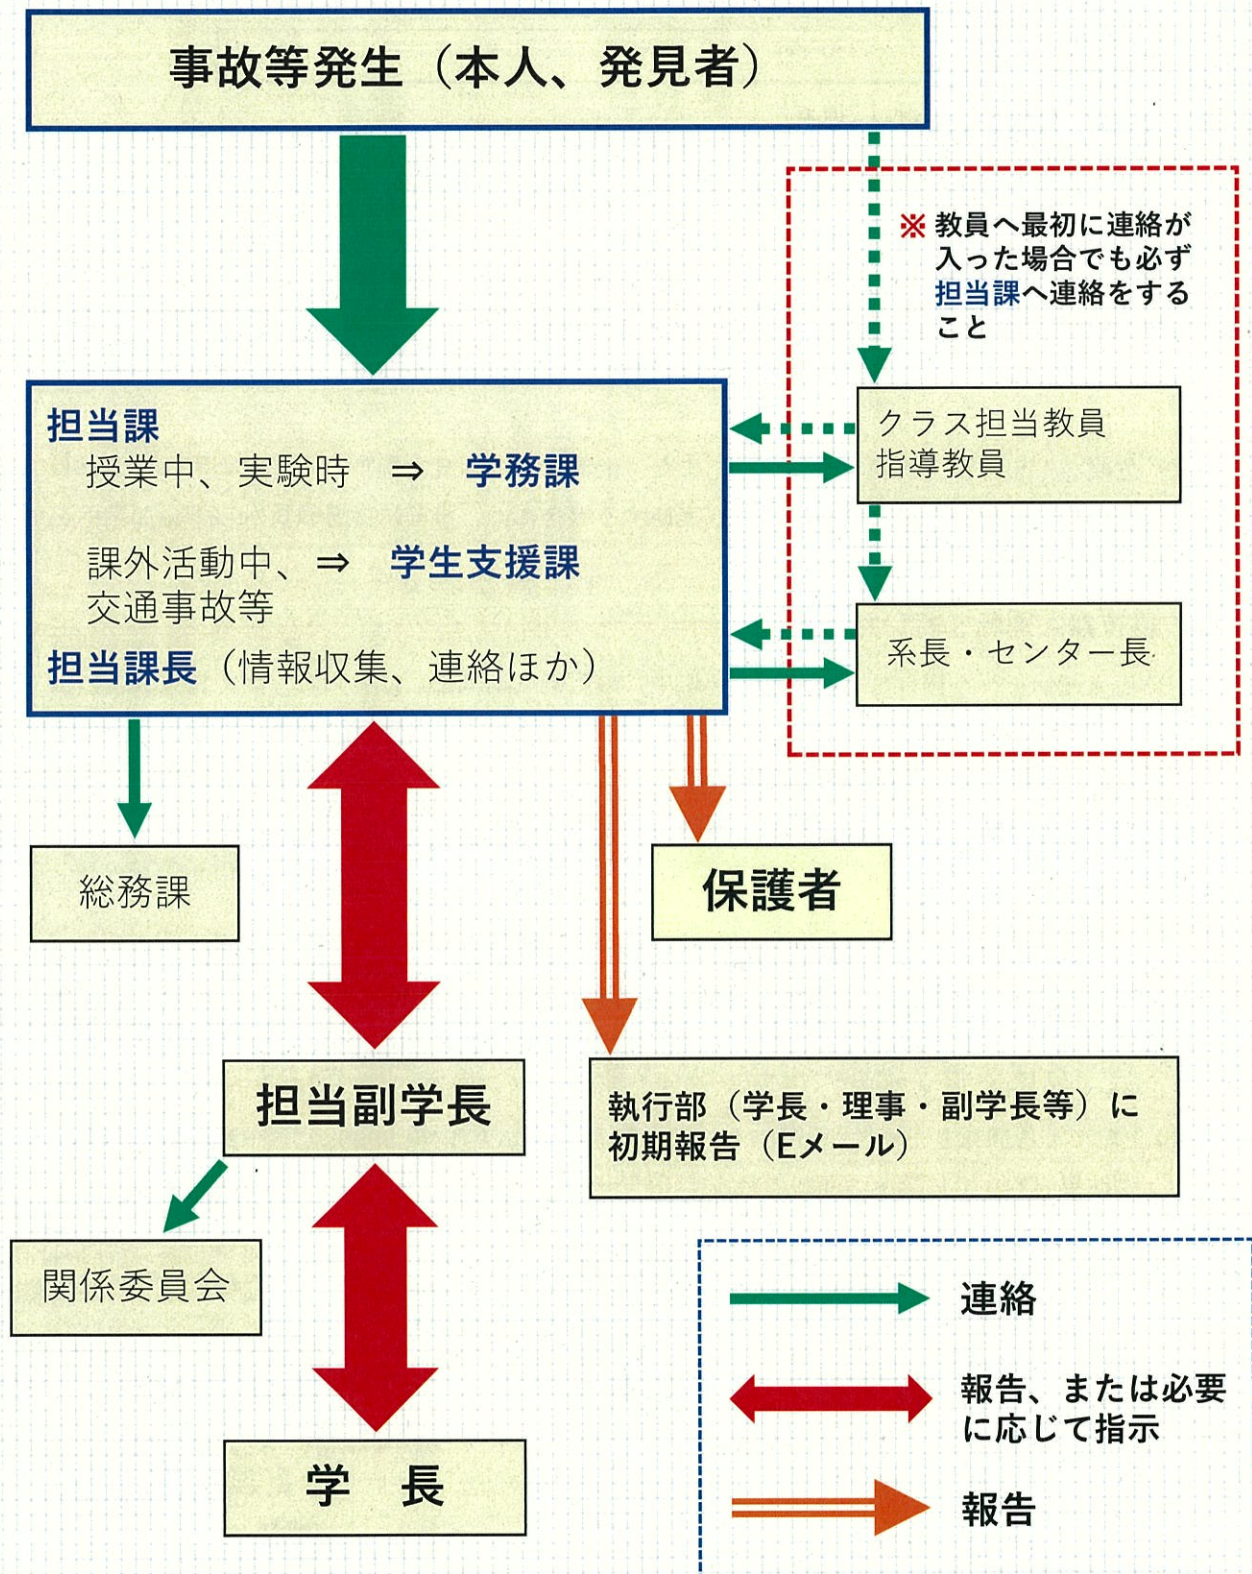 事故等発生（本人、発見者）
※ 教員へ最初に連絡が
入った場合でも必ず
担当課へ連絡をする
こと
担当課
授業中、実験時 ⇒ 学務課
課外活動中、⇒ 学生支援課
交通事故等
担当課長（情報収集、連絡ほか）
クラス担当教員
指導教員
系長・センター長
総務課
保護者
担当副学長
執行部（学長・理事・副学長等）に
初期報告（Eメール）
関係委員会
学 長
連絡
報告、または必要
に応じて指示
報告